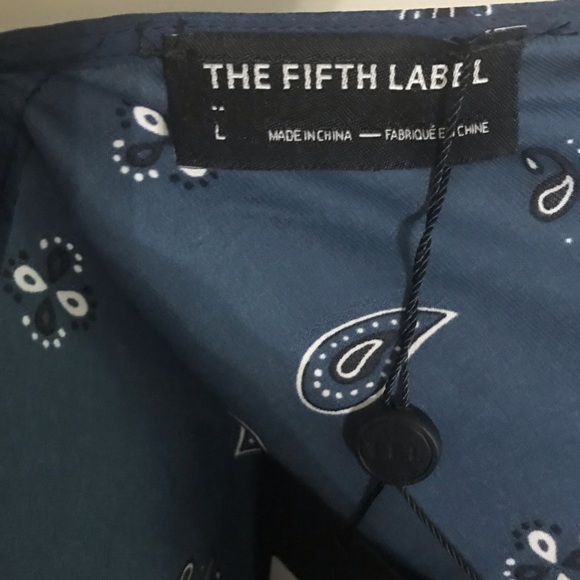 THE FIFTH LABEL
L
MADE IN CHINA — FABRIQUÉ EN CHINE